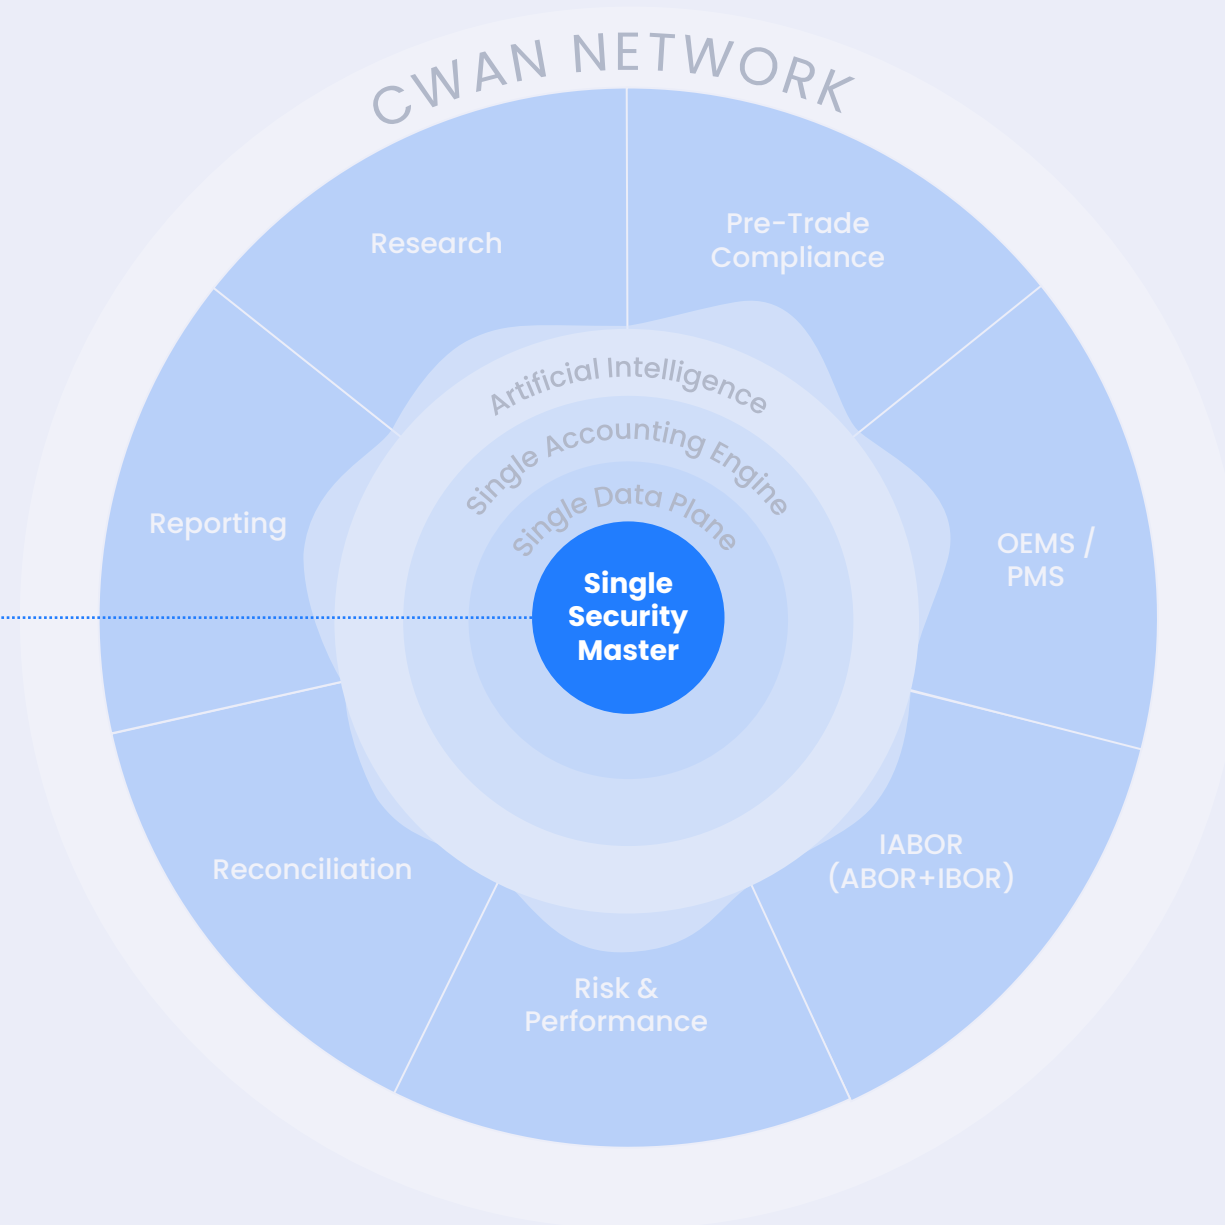 CWAN NETWORK
Research
Pre-Trade
Compliance
Artificial Intelligence
Single Accounting Engine
Single Data Plane
Reporting
OEMS /
PMS
Single
Security
Master
Reconciliation
IABOR
(ABOR+IBOR)
Risk &
Performance